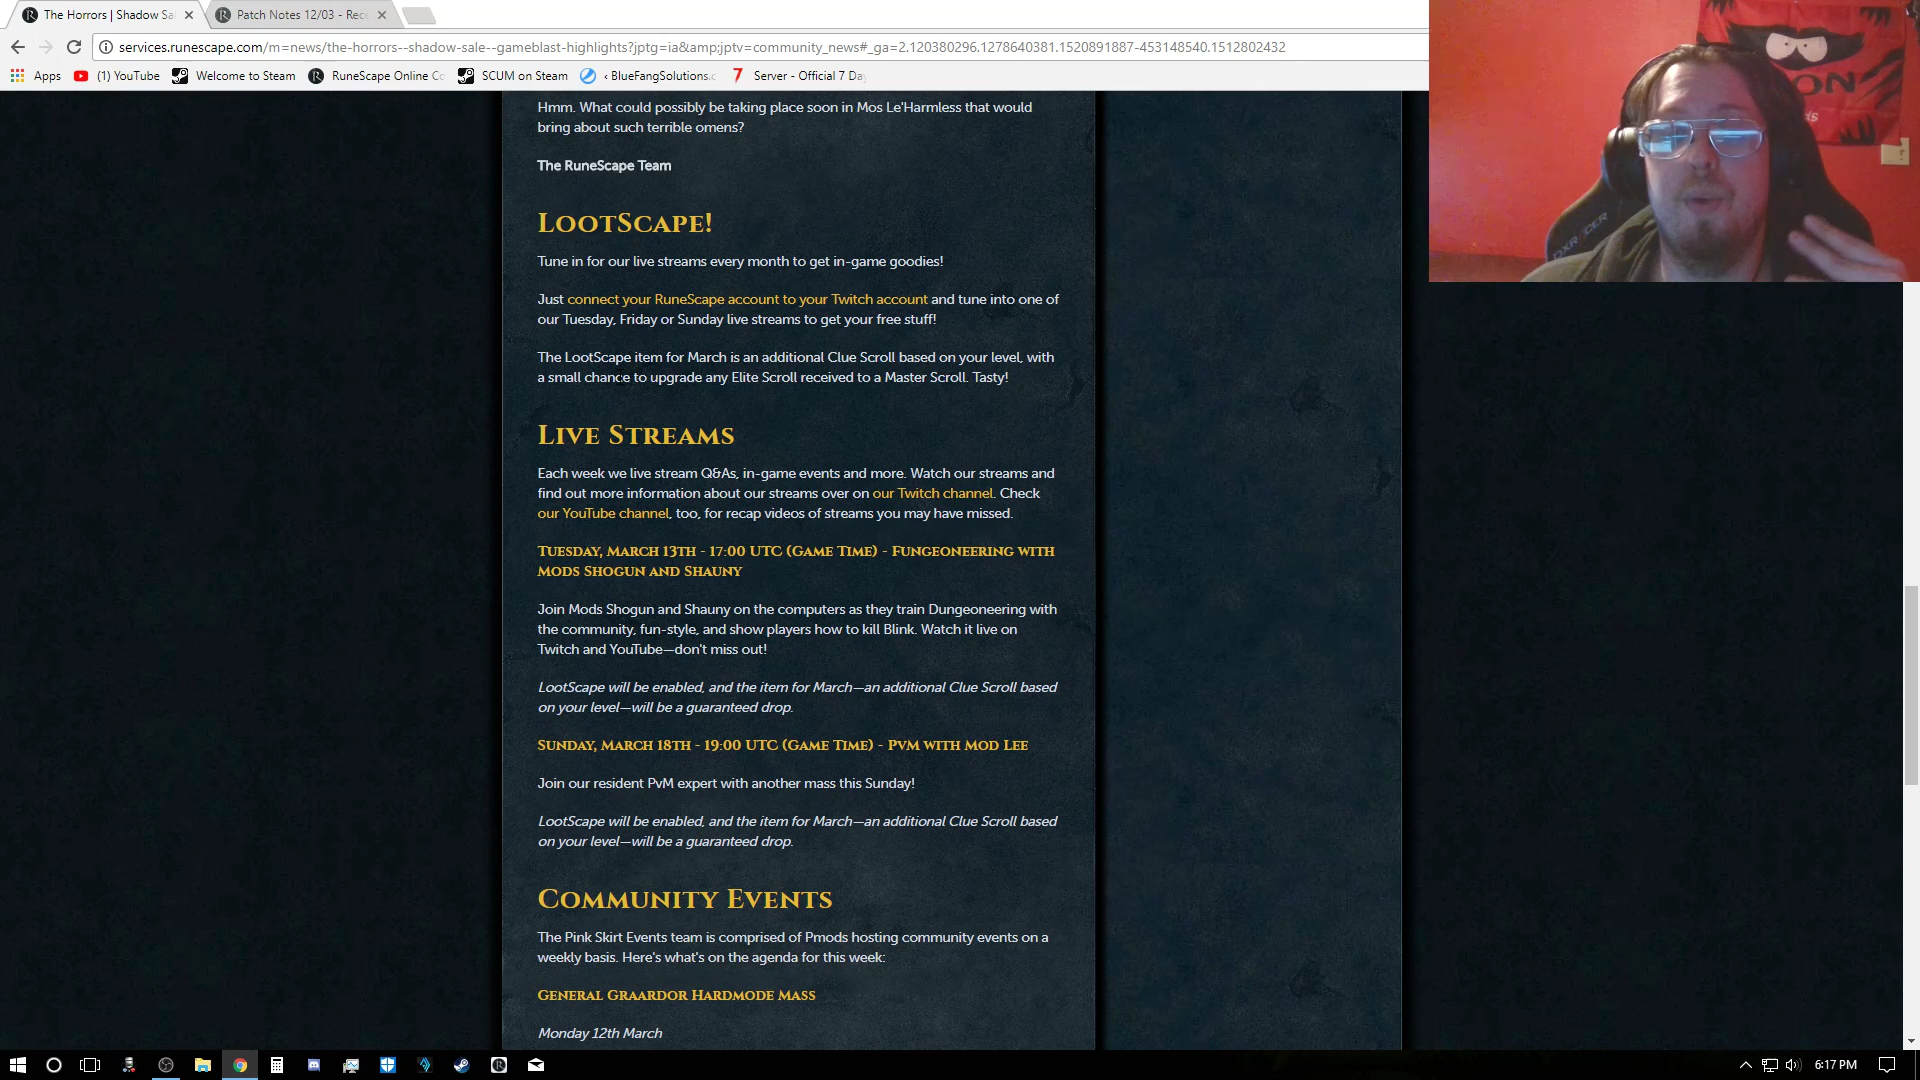 The Horrors | Shadow Sa
Patch Notes 12/03 - Rece
services.runescape.com/m=news/the-horrors--shadow-sale--gameblast-highlights?jptg=ia&amp;jptv=community_news#_ga=2.120380296.1278640381.1520891887-453148540.1512802432
Apps
(1) YouTube
Welcome to Steam
RuneScape Online Co
SCUM on Steam
‹ BlueFangSolutions.c
Server - Official 7 Day
Hmm. What could possibly be taking place soon in Mos Le'Harmless that would
bring about such terrible omens?
The RuneScape Team
LootScape!
Tune in for our live streams every month to get in-game goodies!
Just connect your RuneScape account to your Twitch account and tune into one of
our Tuesday, Friday or Sunday live streams to get your free stuff!
The LootScape item for March is an additional Clue Scroll based on your level, with
a small chance to upgrade any Elite Scroll received to a Master Scroll. Tasty!
Live Streams
Each week we live stream Q&As, in-game events and more. Watch our streams and
find out more information about our streams over on our Twitch channel. Check
our YouTube channel, too, for recap videos of streams you may have missed.
Tuesday, March 13th - 17:00 UTC (Game Time) - Fungeoneering with
Mods Shogun and Shauny
Join Mods Shogun and Shauny on the computers as they train Dungeoneering with
the community, fun-style, and show players how to kill Blink. Watch it live on
Twitch and YouTube—don't miss out!
LootScape will be enabled, and the item for March—an additional Clue Scroll based
on your level—will be a guaranteed drop.
Sunday, March 18th - 19:00 UTC (Game Time) - PvM with Mod Lee
Join our resident PvM expert with another mass this Sunday!
LootScape will be enabled, and the item for March—an additional Clue Scroll based
on your level—will be a guaranteed drop.
Community Events
The Pink Skirt Events team is comprised of Pmods hosting community events on a
weekly basis. Here's what's on the agenda for this week:
General Graardor Hardmode Mass
Monday 12th March
6:17 PM